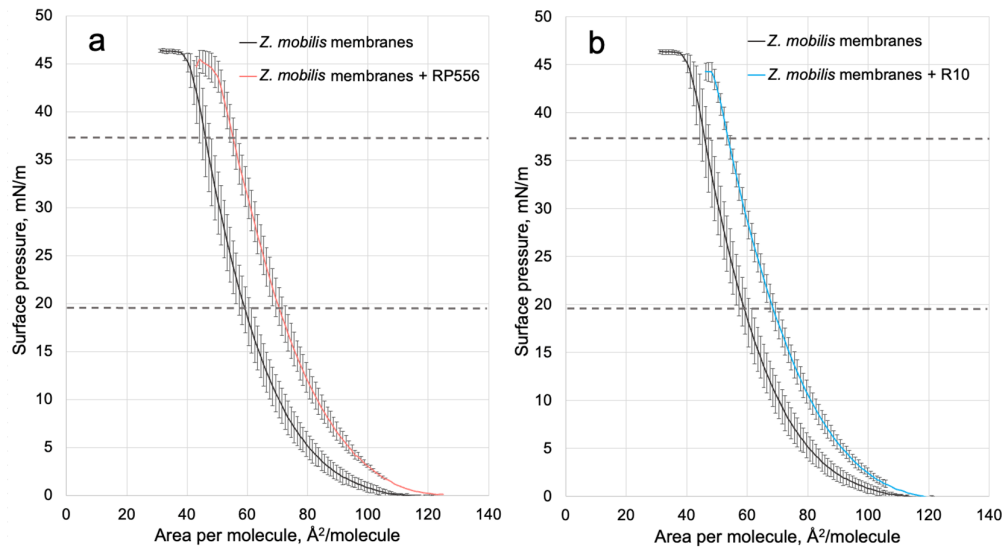 a
Z. mobilis membranes
Z. mobilis membranes + RP556
50
45
40
35
30
25
20
15
10
5
0
Surface pressure, mN/m
0 20 40 60 80 100 120 140
Area per molecule, Å²/molecule
b
Z. mobilis membranes
Z. mobilis membranes + R10
50
45
40
35
30
25
20
15
10
5
0
Surface pressure, mN/m
0 20 40 60 80 100 120 140
Area per molecule, Å²/molecule